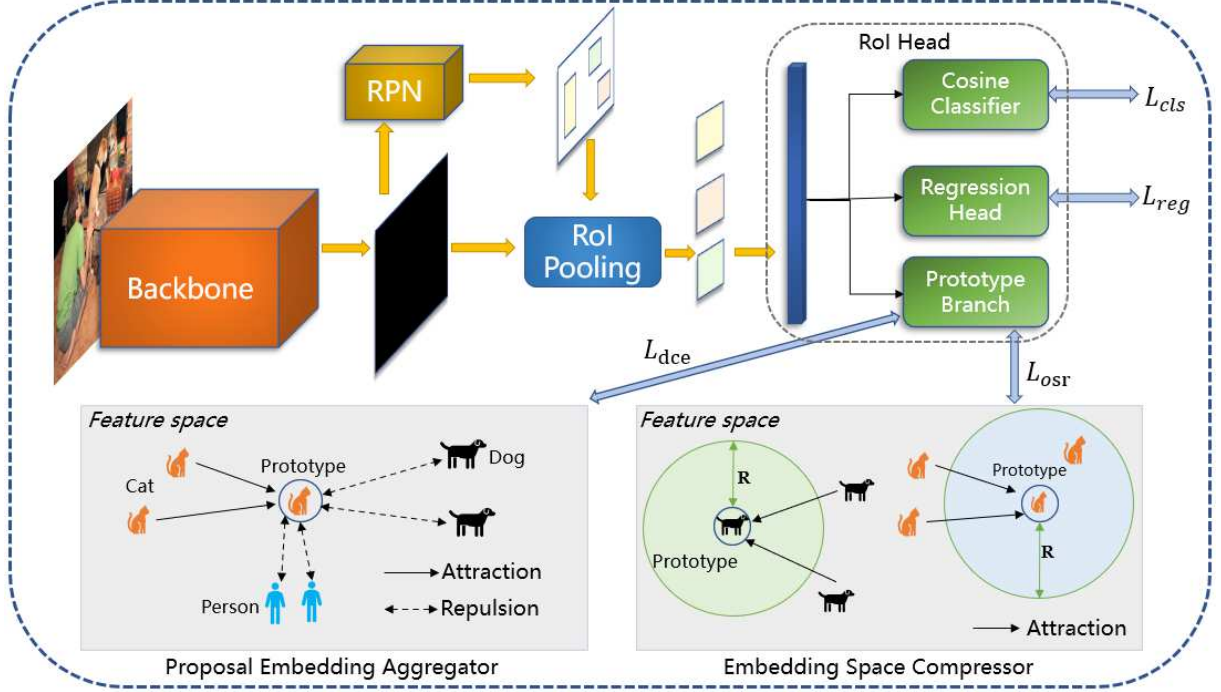 RoI Head
RPN
Cosine
Classifier
L_cls
Backbone
RoI
Pooling
Regression
Head
L_reg
Prototype
Branch
L_dce
L_osr
Feature space
Cat
Prototype
Dog
Person
Attraction
Repulsion
Proposal Embedding Aggregator
Feature space
R
Prototype
Prototype
R
Attraction
Embedding Space Compressor